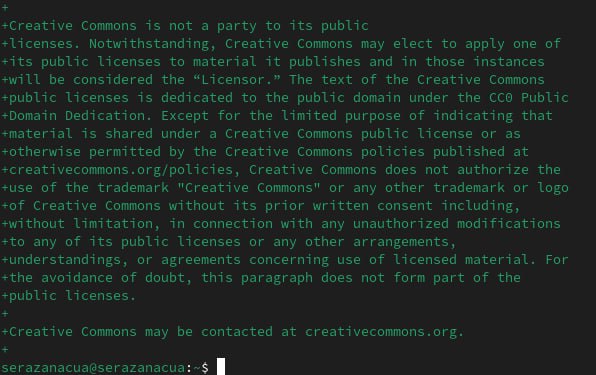 +
+Creative Commons is not a party to its public
+licenses. Notwithstanding, Creative Commons may elect to apply one of
+its public licenses to material it publishes and in those instances
+will be considered the “Licensor.” The text of the Creative Commons
+public licenses is dedicated to the public domain under the CC0 Public
+Domain Dedication. Except for the limited purpose of indicating that
+material is shared under a Creative Commons public license or as
+otherwise permitted by the Creative Commons policies published at
+creativecommons.org/policies, Creative Commons does not authorize the
+use of the trademark "Creative Commons" or any other trademark or logo
+of Creative Commons without its prior written consent including,
+without limitation, in connection with any unauthorized modifications
+to any of its public licenses or any other arrangements,
+understandings, or agreements concerning use of licensed material. For
+the avoidance of doubt, this paragraph does not form part of the
+public licenses.
+
+Creative Commons may be contacted at creativecommons.org.
+
serazanacua@serazanacua:~$